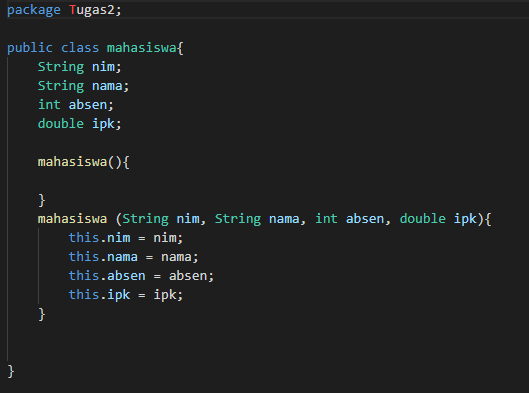 package Tugas2;
public class mahasiswa{
    String nim;
    String nama;
    int absen;
    double ipk;
    mahasiswa(){
    }
    mahasiswa (String nim, String nama, int absen, double ipk){
        this.nim = nim;
        this.nama = nama;
        this.absen = absen;
        this.ipk = ipk;
    }
}